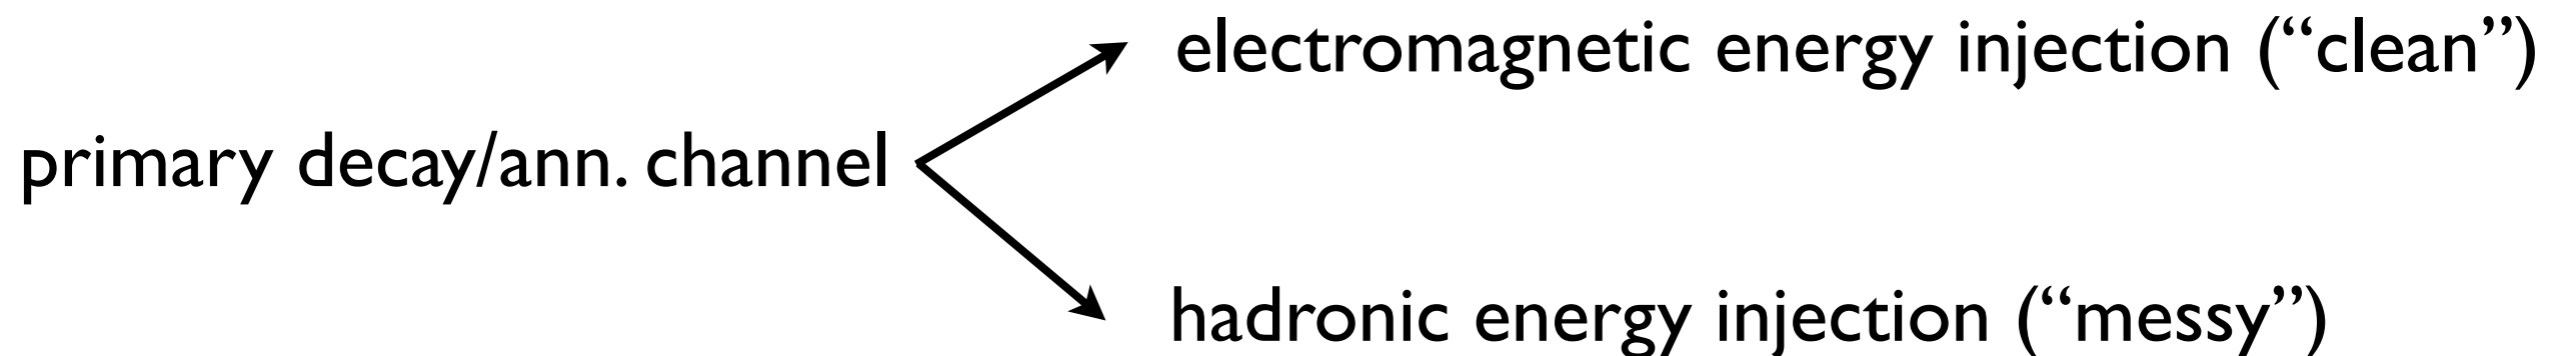 electromagnetic energy injection (“clean”)
primary decay/ann. channel
hadronic energy injection (“messy”)